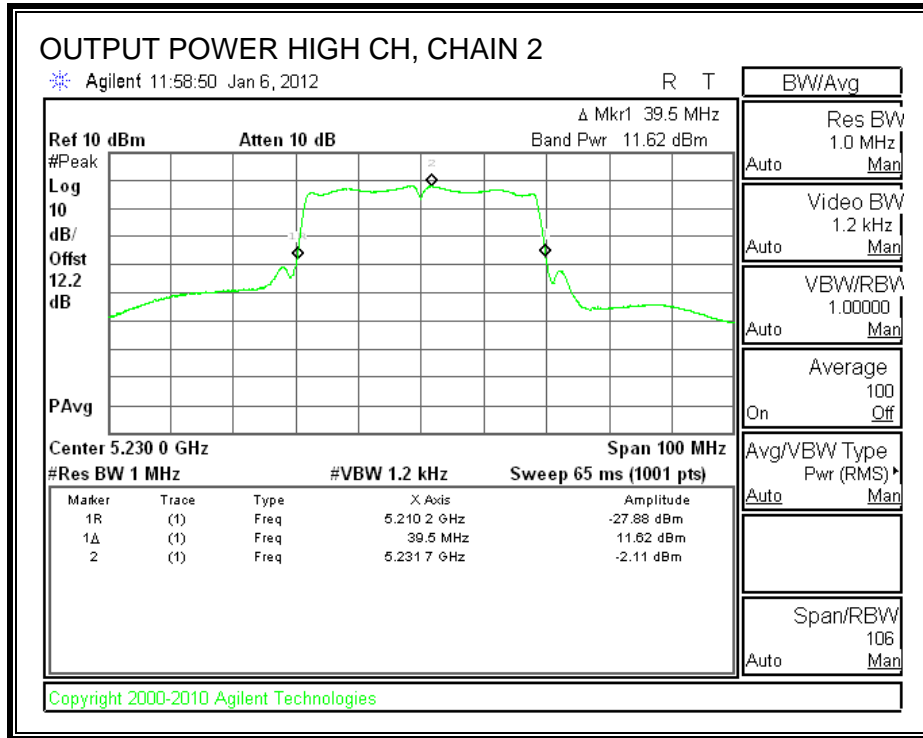 OUTPUT POWER HIGH CH, CHAIN 2
Agilent 11:58:50 Jan 6, 2012 R T
BW/Avg
Δ Mkr1 39.5 MHz
Ref 10 dBm Atten 10 dB Band Pwr 11.62 dBm
#Peak
Log
10
dB/
Offst
12.2
dB
PAvg
2
Center 5.230 0 GHz Span 100 MHz
#Res BW 1 MHz #VBW 1.2 kHz Sweep 65 ms (1001 pts)
Marker Trace Type X Axis Amplitude
1R (1) Freq 5.210 2 GHz -27.88 dBm
1Δ (1) Freq 39.5 MHz 11.62 dBm
2 (1) Freq 5.231 7 GHz -2.11 dBm
Res BW
1.0 MHz
Auto Man
Video BW
1.2 kHz
Auto Man
VBW/RBW
1.00000
Auto Man
Average
100
On Off
Avg/VBW Type
Pwr (RMS)
Auto Man
Span/RBW
106
Auto Man
Copyright 2000-2010 Agilent Technologies